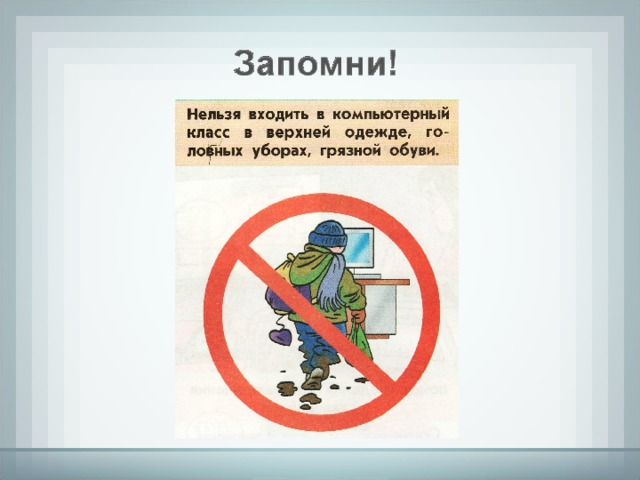 Запомни!
Нельзя входить в компьютерный
класс в верхней одежде, го-
ловных уборах, грязной обуви.